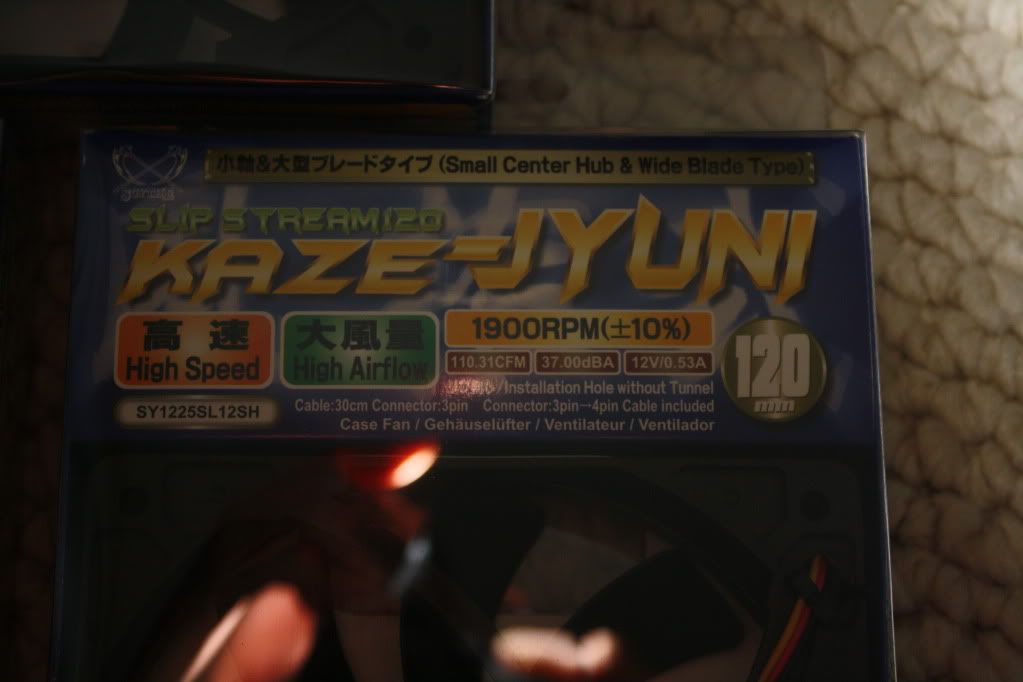 小軸&大型ブレードタイプ (Small Center Hub & Wide Blade Type)
SLIP STREAM120
KAZE-JYUNI
高速
High Speed
大風量
High Airflow
1900RPM(±10%)
110.31CFM
37.00dBA
12V/0.53A
120
mm
/Installation Hole without Tunnel
SY1225SL12SH
Cable:30cm Connector:3pin Connector:3pin→4pin Cable included
Case Fan / Gehäuselüfter / Ventilateur / Ventilador